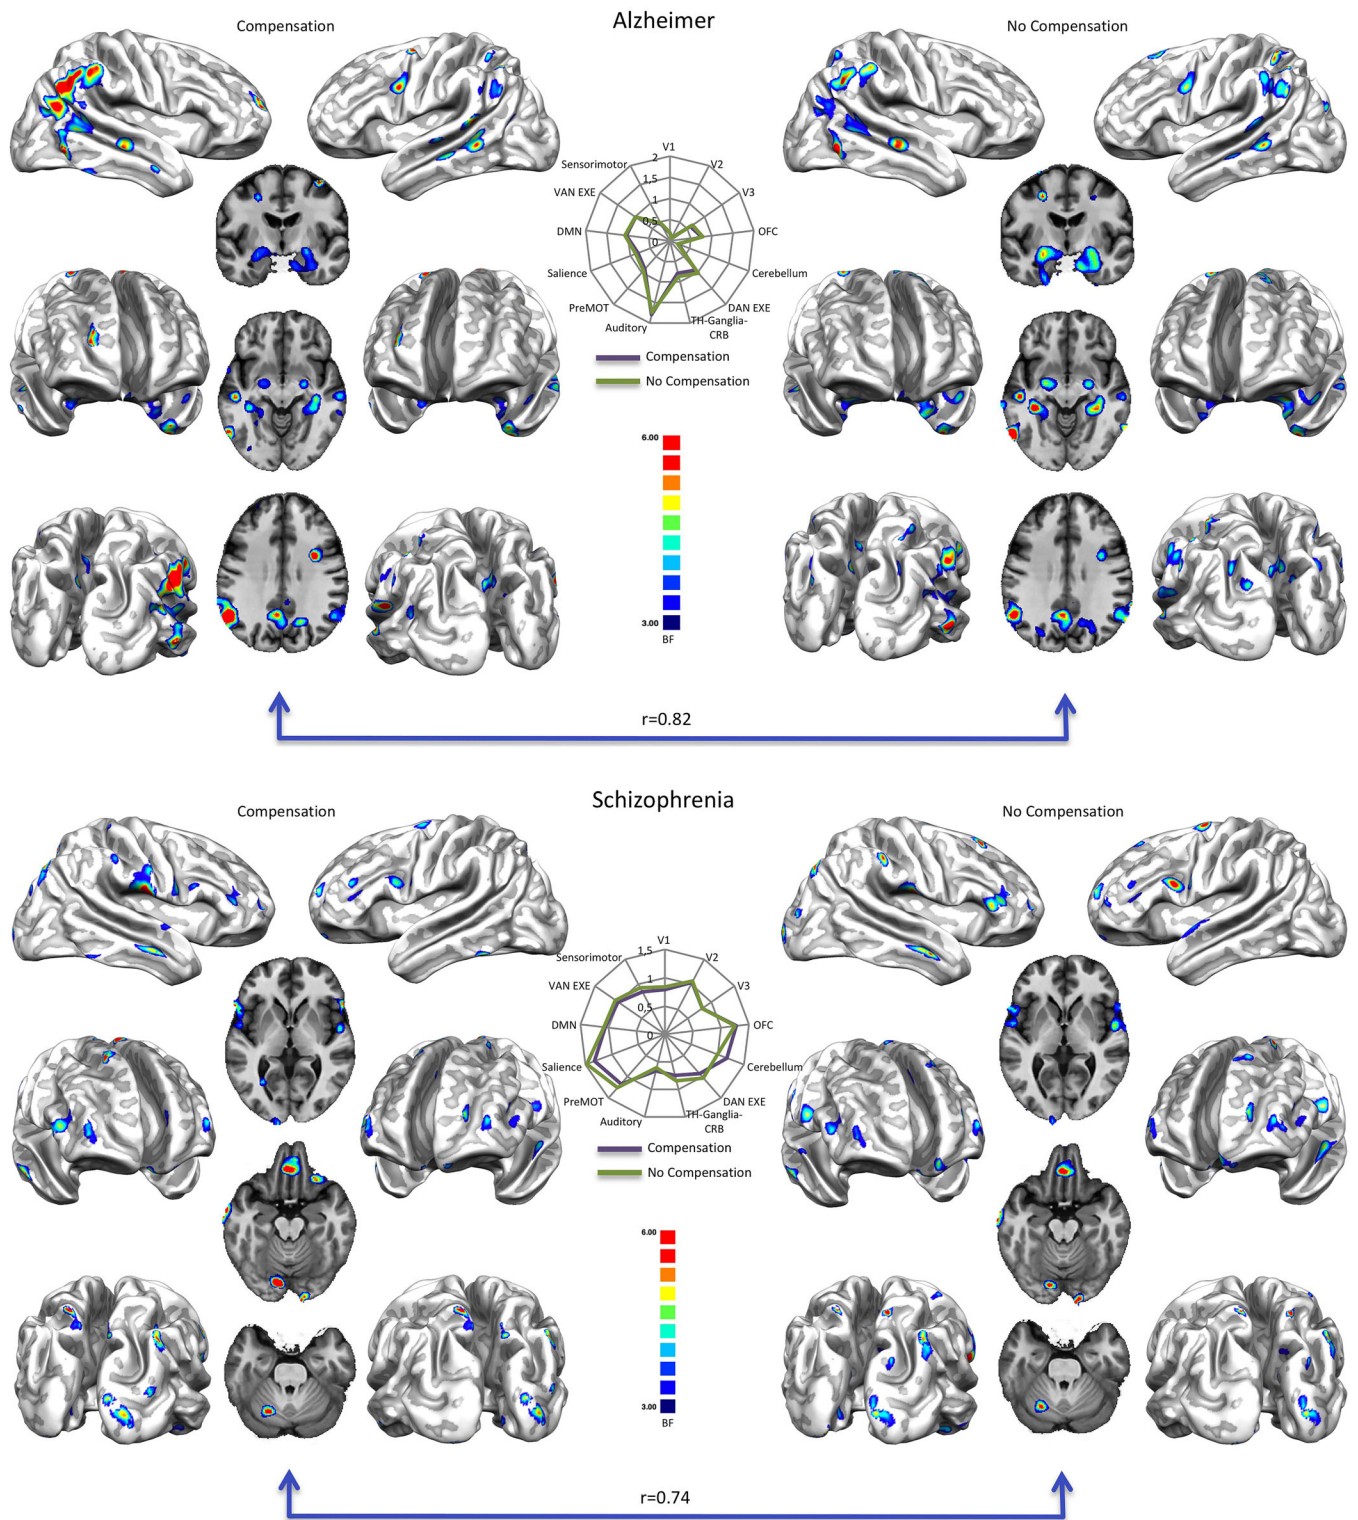 Alzheimer
Compensation
No Compensation
V1
2
Sensorimotor
V2
1,5
VAN EXE
V3
1
0,5
DMN
OFC
0
Salience
Cerebellum
PreMOT
DAN EXE
Auditory
TH-Ganglia-
CRB
Compensation
No Compensation
6.00
3.00
BF
r=0.82
Schizophrenia
Compensation
No Compensation
V1
1,5
Sensorimotor
V2
1
VAN EXE
V3
0,5
DMN
OFC
0
Salience
Cerebellum
PreMOT
DAN EXE
Auditory
TH-Ganglia-
CRB
Compensation
No Compensation
6.00
3.00
BF
r=0.74